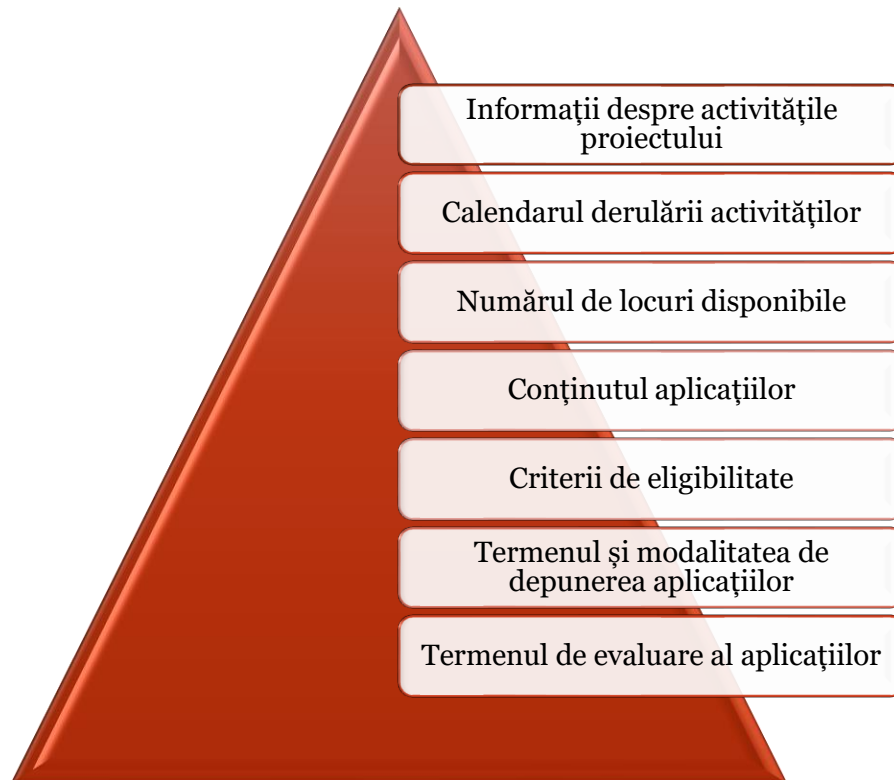 Informații despre activitățile
proiectului
Calendarul derulării activităților
Numărul de locuri disponibile
Conținutul aplicațiilor
Criterii de eligibilitate
Termenul și modalitatea de
depunerea aplicațiilor
Termenul de evaluare al aplicațiilor